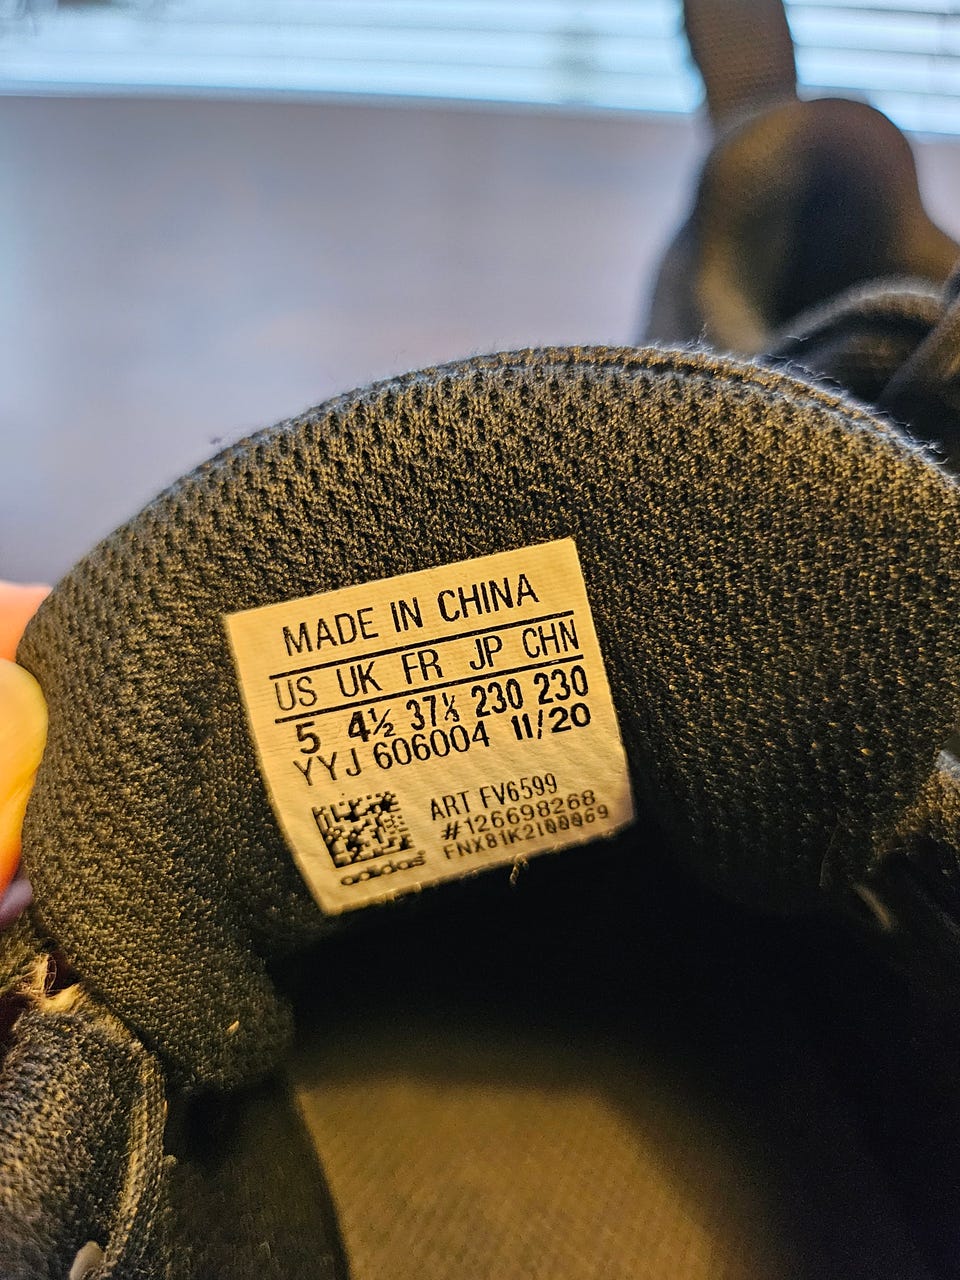 MADE IN CHINA
US UK FR JP CHN
5 4½ 37⅓ 230 230
YYJ 606004 11/20
ART FV6599
#126698268
FNX81K2I00069
adidas